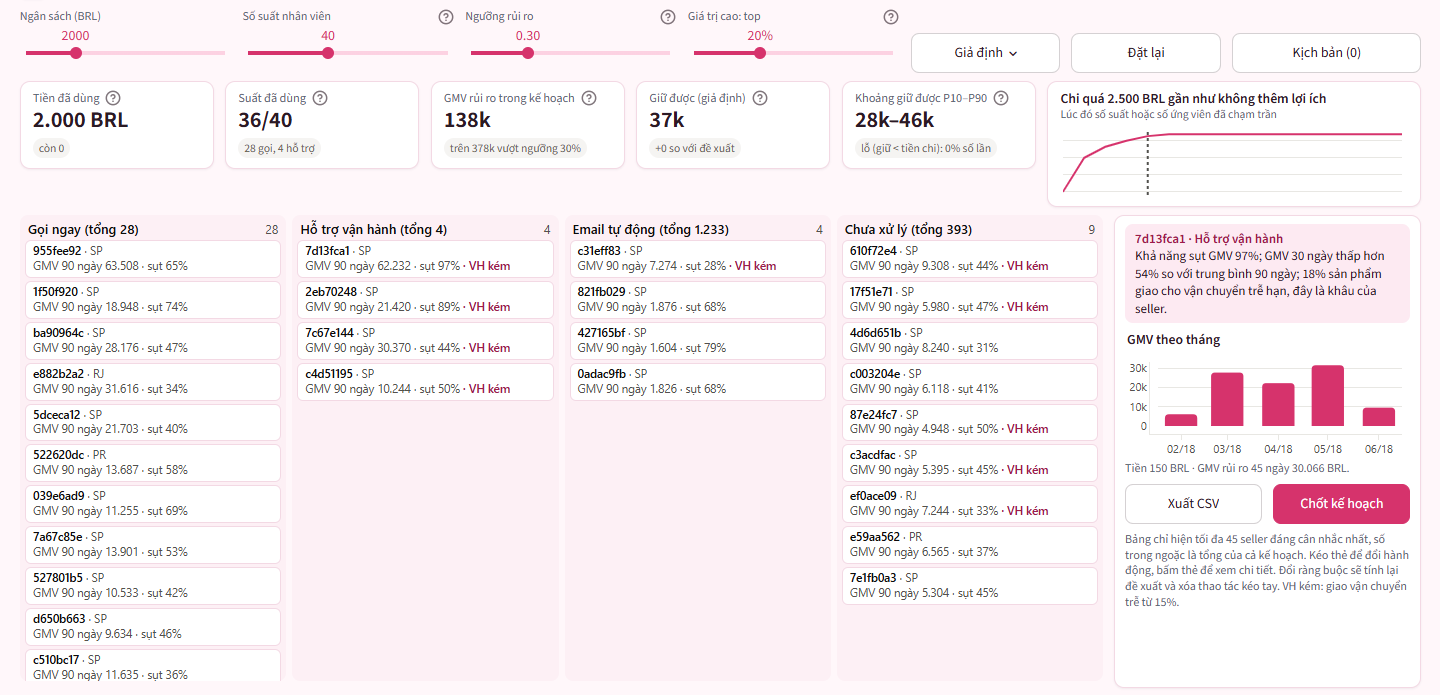 Ngân sách (BRL)
2000
Số suất nhân viên
40
Ngưỡng rủi ro
0.30
Giá trị cao: top
20%
Giả định
Đặt lại
Kịch bản (0)
Tiền đã dùng
2.000 BRL
còn 0
Suất đã dùng
36/40
28 gọi, 4 hỗ trợ
GMV rủi ro trong kế hoạch
138k
trên 378k vượt ngưỡng 30%
Giữ được (giả định)
37k
+0 so với đề xuất
Khoảng giữ được P10–P90
28k–46k
lỗ (giữ < tiền chi): 0% số lần
Chi quá 2.500 BRL gần như không thêm lợi ích
Lúc đó số suất hoặc số ứng viên đã chạm trần
Gọi ngay (tổng 28)
28
955fee92 · SP
GMV 90 ngày 63.508 · sụt 65%
1f50f920 · SP
GMV 90 ngày 18.948 · sụt 74%
ba90964c · SP
GMV 90 ngày 28.176 · sụt 47%
e882b2a2 · RJ
GMV 90 ngày 31.616 · sụt 34%
5dceca12 · SP
GMV 90 ngày 21.703 · sụt 40%
522620dc · PR
GMV 90 ngày 13.687 · sụt 58%
039e6ad9 · SP
GMV 90 ngày 11.255 · sụt 69%
7a67c85e · SP
GMV 90 ngày 13.901 · sụt 53%
527801b5 · SP
GMV 90 ngày 10.533 · sụt 42%
d650b663 · SP
GMV 90 ngày 9.634 · sụt 46%
c510bc17 · SP
GMV 90 ngày 11.635 · sụt 36%
Hỗ trợ vận hành (tổng 4)
4
7d13fca1 · SP
GMV 90 ngày 62.232 · sụt 97% · VH kém
2eb70248 · SP
GMV 90 ngày 21.420 · sụt 89% · VH kém
7c67e144 · SP
GMV 90 ngày 30.370 · sụt 44% · VH kém
c4d51195 · SP
GMV 90 ngày 10.244 · sụt 50% · VH kém
Email tự động (tổng 1.233)
4
c31eff83 · SP
GMV 90 ngày 7.274 · sụt 28% · VH kém
821fb029 · SP
GMV 90 ngày 1.876 · sụt 68%
427165bf · SP
GMV 90 ngày 1.604 · sụt 79%
0adac9fb · SP
GMV 90 ngày 1.826 · sụt 68%
Chưa xử lý (tổng 393)
9
610f72e4 · SP
GMV 90 ngày 9.308 · sụt 44% · VH kém
17f51e71 · SP
GMV 90 ngày 5.980 · sụt 47% · VH kém
4d6d651b · SP
GMV 90 ngày 8.240 · sụt 31%
c003204e · SP
GMV 90 ngày 6.118 · sụt 41%
87e24fc7 · SP
GMV 90 ngày 4.948 · sụt 50% · VH kém
c3acdfac · SP
GMV 90 ngày 5.395 · sụt 45% · VH kém
ef0ace09 · RJ
GMV 90 ngày 7.244 · sụt 33% · VH kém
e59aa562 · PR
GMV 90 ngày 6.565 · sụt 37%
7e1fb0a3 · SP
GMV 90 ngày 5.304 · sụt 45%
7d13fca1 · Hỗ trợ vận hành
Khả năng sụt GMV 97%; GMV 30 ngày thấp hơn
54% so với trung bình 90 ngày; 18% sản phẩm
giao cho vận chuyển trễ hạn, đây là khâu của
seller.
GMV theo tháng
30k
20k
10k
0
02/18
03/18
04/18
05/18
06/18
Tiền 150 BRL · GMV rủi ro 45 ngày 30.066 BRL.
Xuất CSV
Chốt kế hoạch
Bảng chỉ hiện tối đa 45 seller đáng cân nhắc nhất, số
trong ngoặc là tổng của cả kế hoạch. Kéo thẻ để đổi hành
động, bấm thẻ để xem chi tiết. Đổi ràng buộc sẽ tính lại
đề xuất và xóa thao tác kéo tay. VH kém: giao vận chuyển
trễ từ 15%.